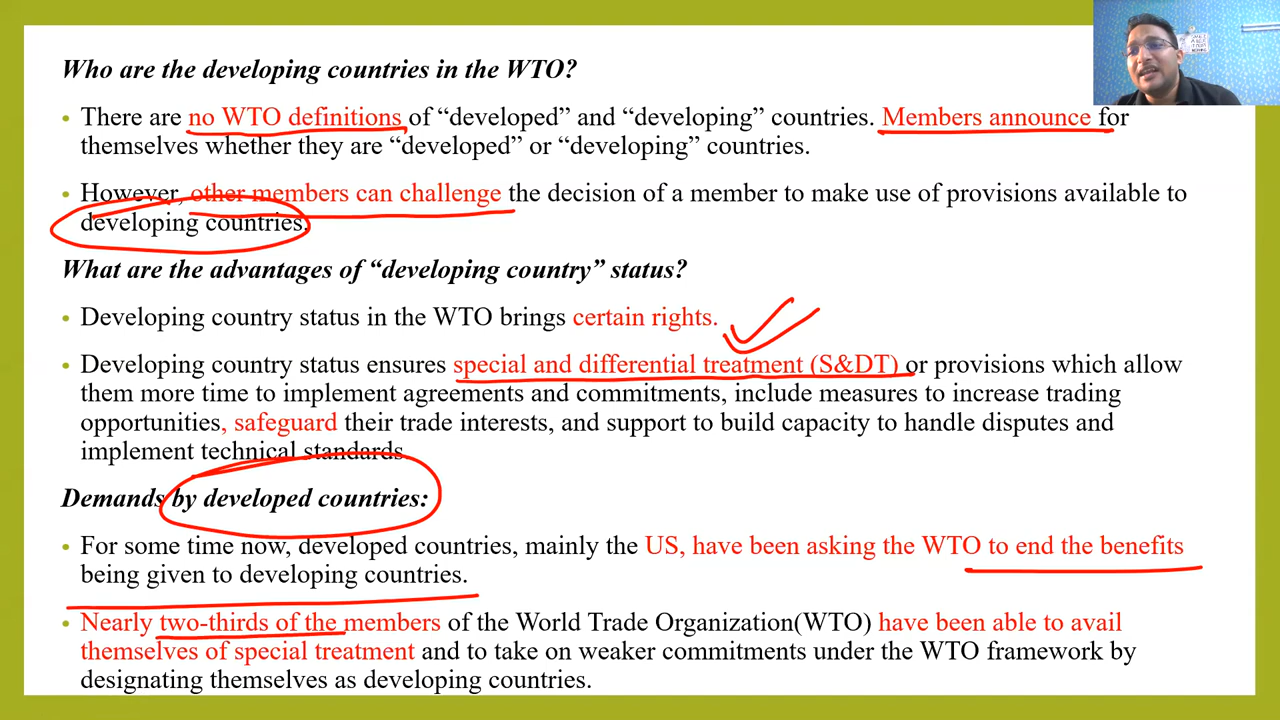 Who are the developing countries in the WTO?
• There are no WTO definitions of “developed” and “developing” countries. Members announce for
themselves whether they are “developed” or “developing” countries.
• However, other members can challenge the decision of a member to make use of provisions available to
developing countries.
What are the advantages of “developing country” status?
• Developing country status in the WTO brings certain rights.
• Developing country status ensures special and differential treatment (S&DT) or provisions which allow
them more time to implement agreements and commitments, include measures to increase trading
opportunities, safeguard their trade interests, and support to build capacity to handle disputes and
implement technical standards.
Demands by developed countries:
• For some time now, developed countries, mainly the US, have been asking the WTO to end the benefits
being given to developing countries.
• Nearly two-thirds of the members of the World Trade Organization(WTO) have been able to avail
themselves of special treatment and to take on weaker commitments under the WTO framework by
designating themselves as developing countries.